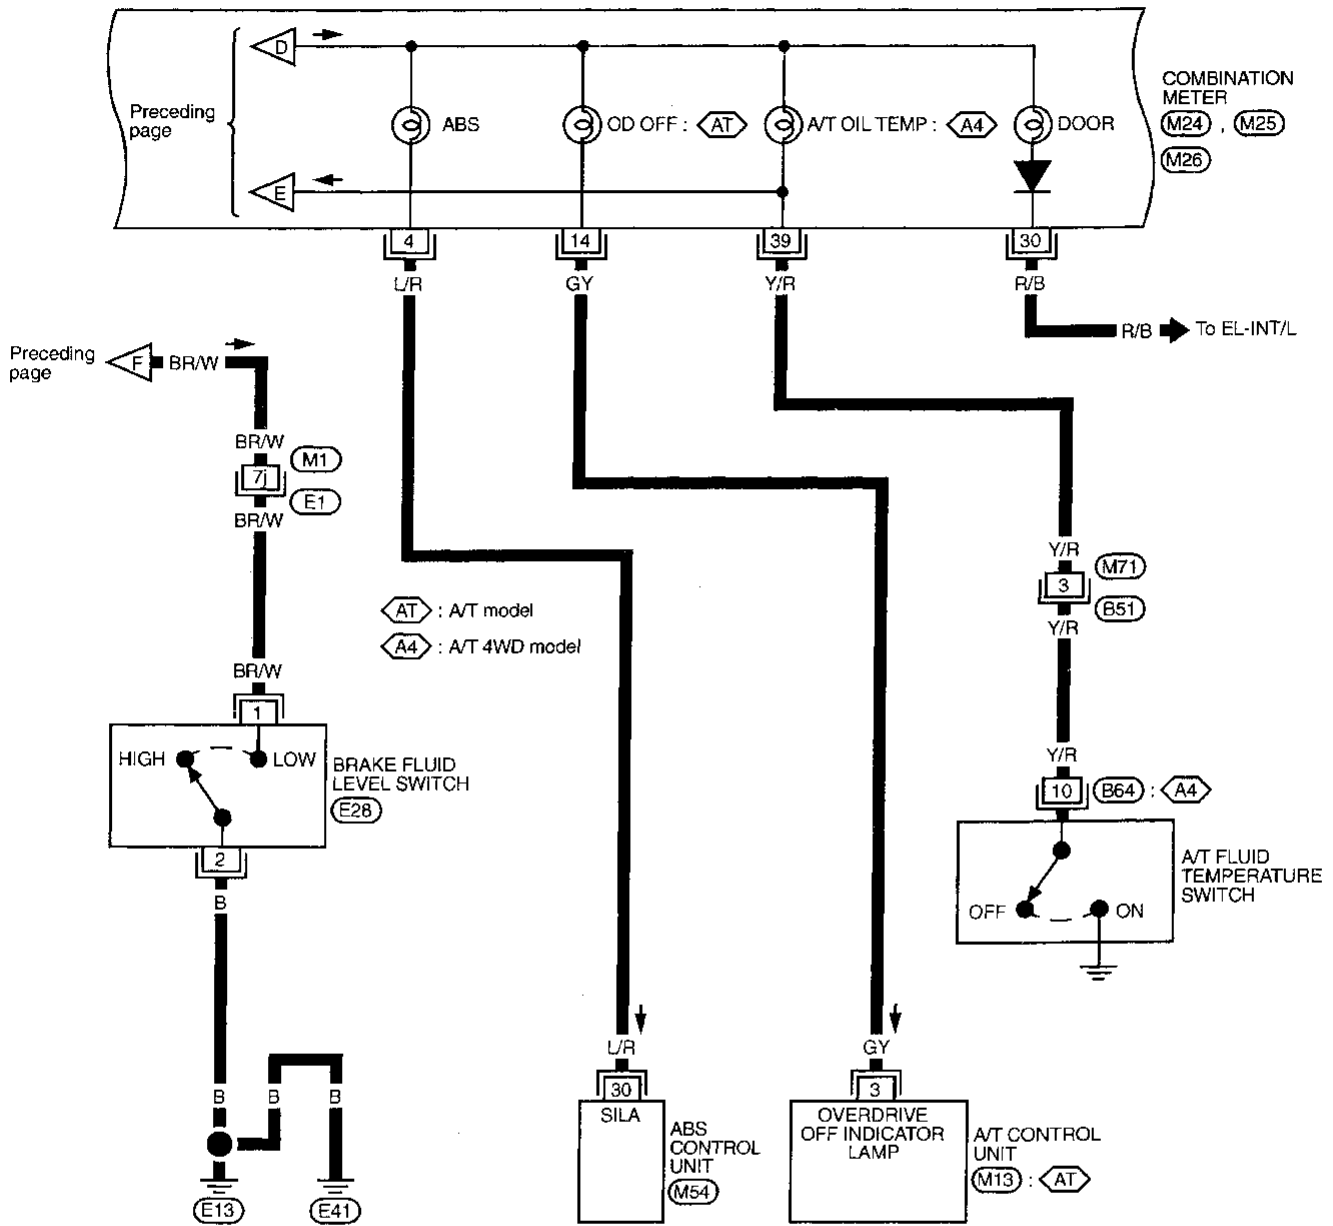 D
Preceding
page
ABS
OD OFF : AT
A/T OIL TEMP : A4
DOOR
COMBINATION
METER
M24 , M25
M26
E
4
14
39
30
L/R
GY
Y/R
R/B
R/B
To EL-INT/L
Preceding
page
F
BR/W
BR/W
7j
M1
E1
BR/W
Y/R
3
M71
B51
Y/R
AT : A/T model
A4 : A/T 4WD model
BR/W
1
HIGH
LOW
BRAKE FLUID
LEVEL SWITCH
E28
2
B
Y/R
10
B64 : A4
A/T FLUID
TEMPERATURE
SWITCH
OFF
ON
L/R
GY
30
3
SILA
ABS
CONTROL
UNIT
M54
OVERDRIVE
OFF INDICATOR
LAMP
A/T CONTROL
UNIT
M13 : AT
B
B
B
E13
E41